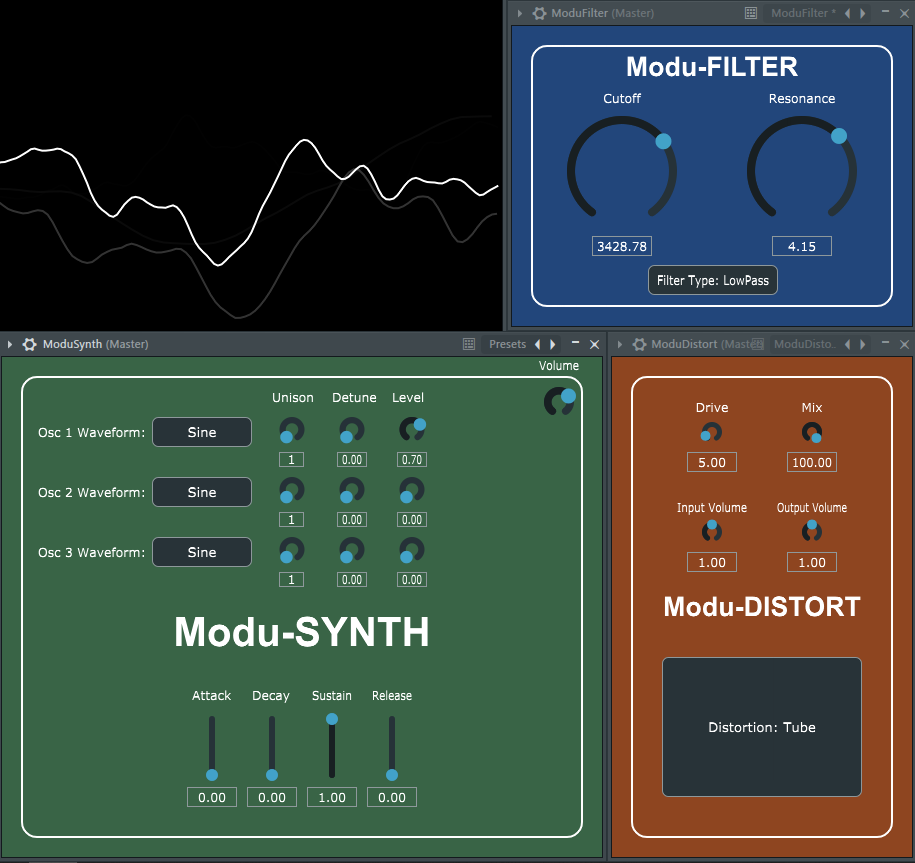 ModuFilter (Master)
ModuFilter *
Modu-FILTER
Cutoff
Resonance
3428.78
4.15
Filter Type: LowPass
ModuSynth (Master)
Presets
Volume
Unison Detune Level
Osc 1 Waveform: Sine
1 0.00 0.70
Osc 2 Waveform: Sine
1 0.00 0.00
Osc 3 Waveform: Sine
1 0.00 0.00
Modu-SYNTH
Attack Decay Sustain Release
0.00 0.00 1.00 0.00
ModuDistort (Master)
ModuDisto..
Drive Mix
5.00 100.00
Input Volume Output Volume
1.00 1.00
Modu-DISTORT
Distortion: Tube